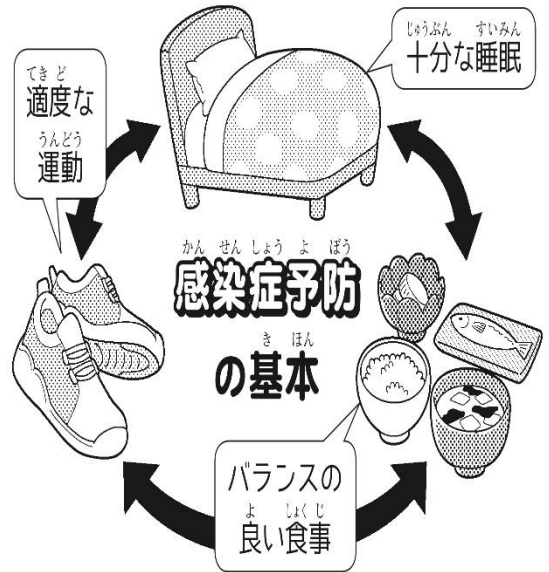 じゅうぶん すいみん
十分な睡眠
てき ど
適度な
うんどう
運動
かん せん しょう よ ぼう
感染症予防
き ほん
の基本
バランスの
よ しょく じ
良い食事